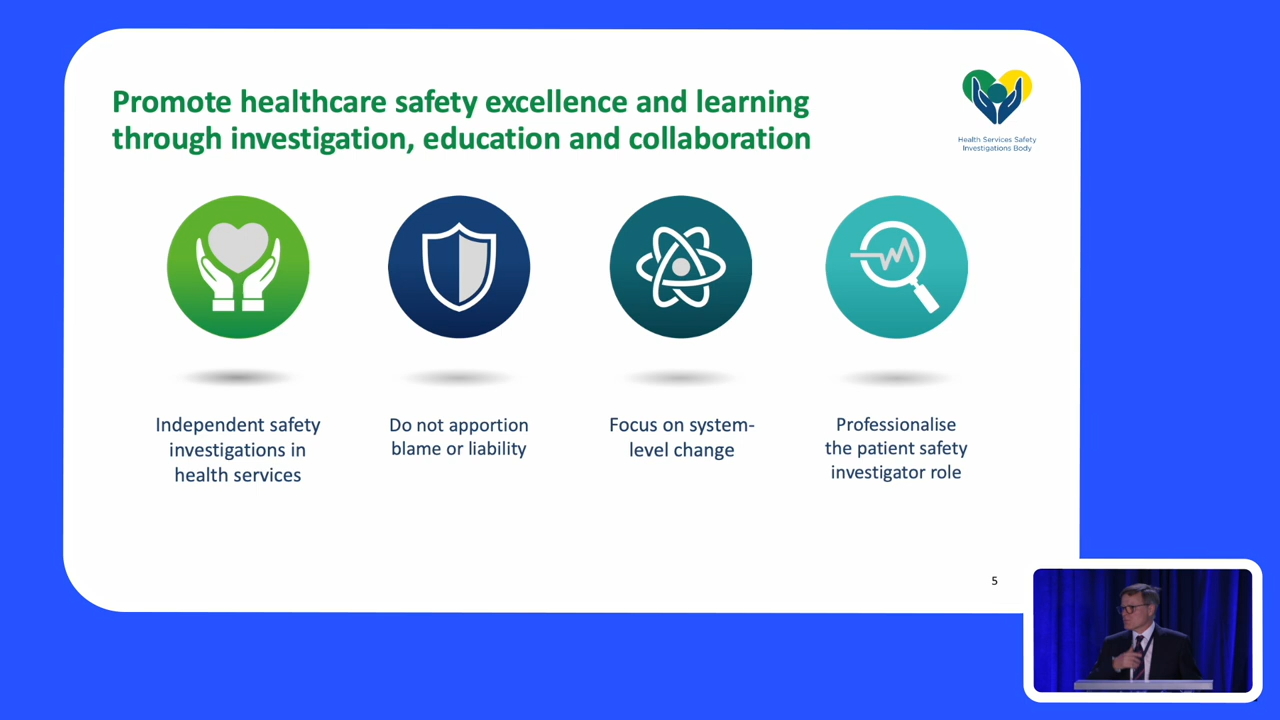 Promote healthcare safety excellence and learning
through investigation, education and collaboration
Health Services Safety
Investigations Body
Independent safety
investigations in
health services
Do not apportion
blame or liability
Focus on system-
level change
Professionalise
the patient safety
investigator role
5